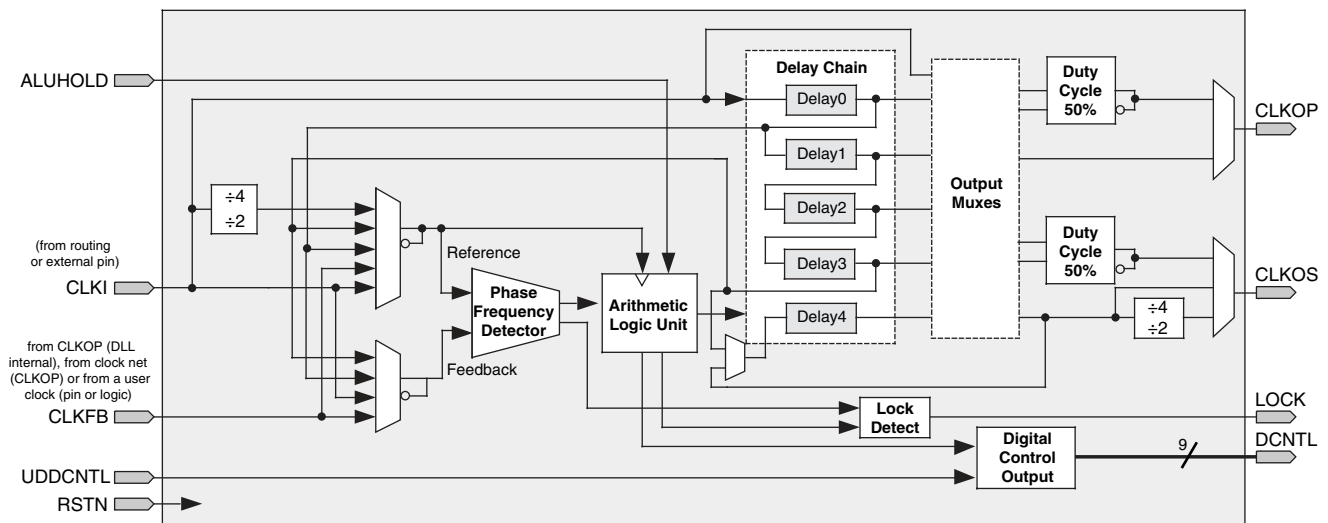 ALUHOLD
(from routing
or external pin)
CLKI
from CLKOP (DLL
internal), from clock net
(CLKOP) or from a user
clock (pin or logic)
CLKFB
UDDCNTL
RSTN
÷4
÷2
Reference
Feedback
Phase
Frequency
Detector
Arithmetic
Logic Unit
Delay Chain
Delay0
Delay1
Delay2
Delay3
Delay4
Output
Muxes
Duty
Cycle
50%
Duty
Cycle
50%
÷4
÷2
Lock
Detect
Digital
Control
Output
9
CLKOP
CLKOS
LOCK
DCNTL